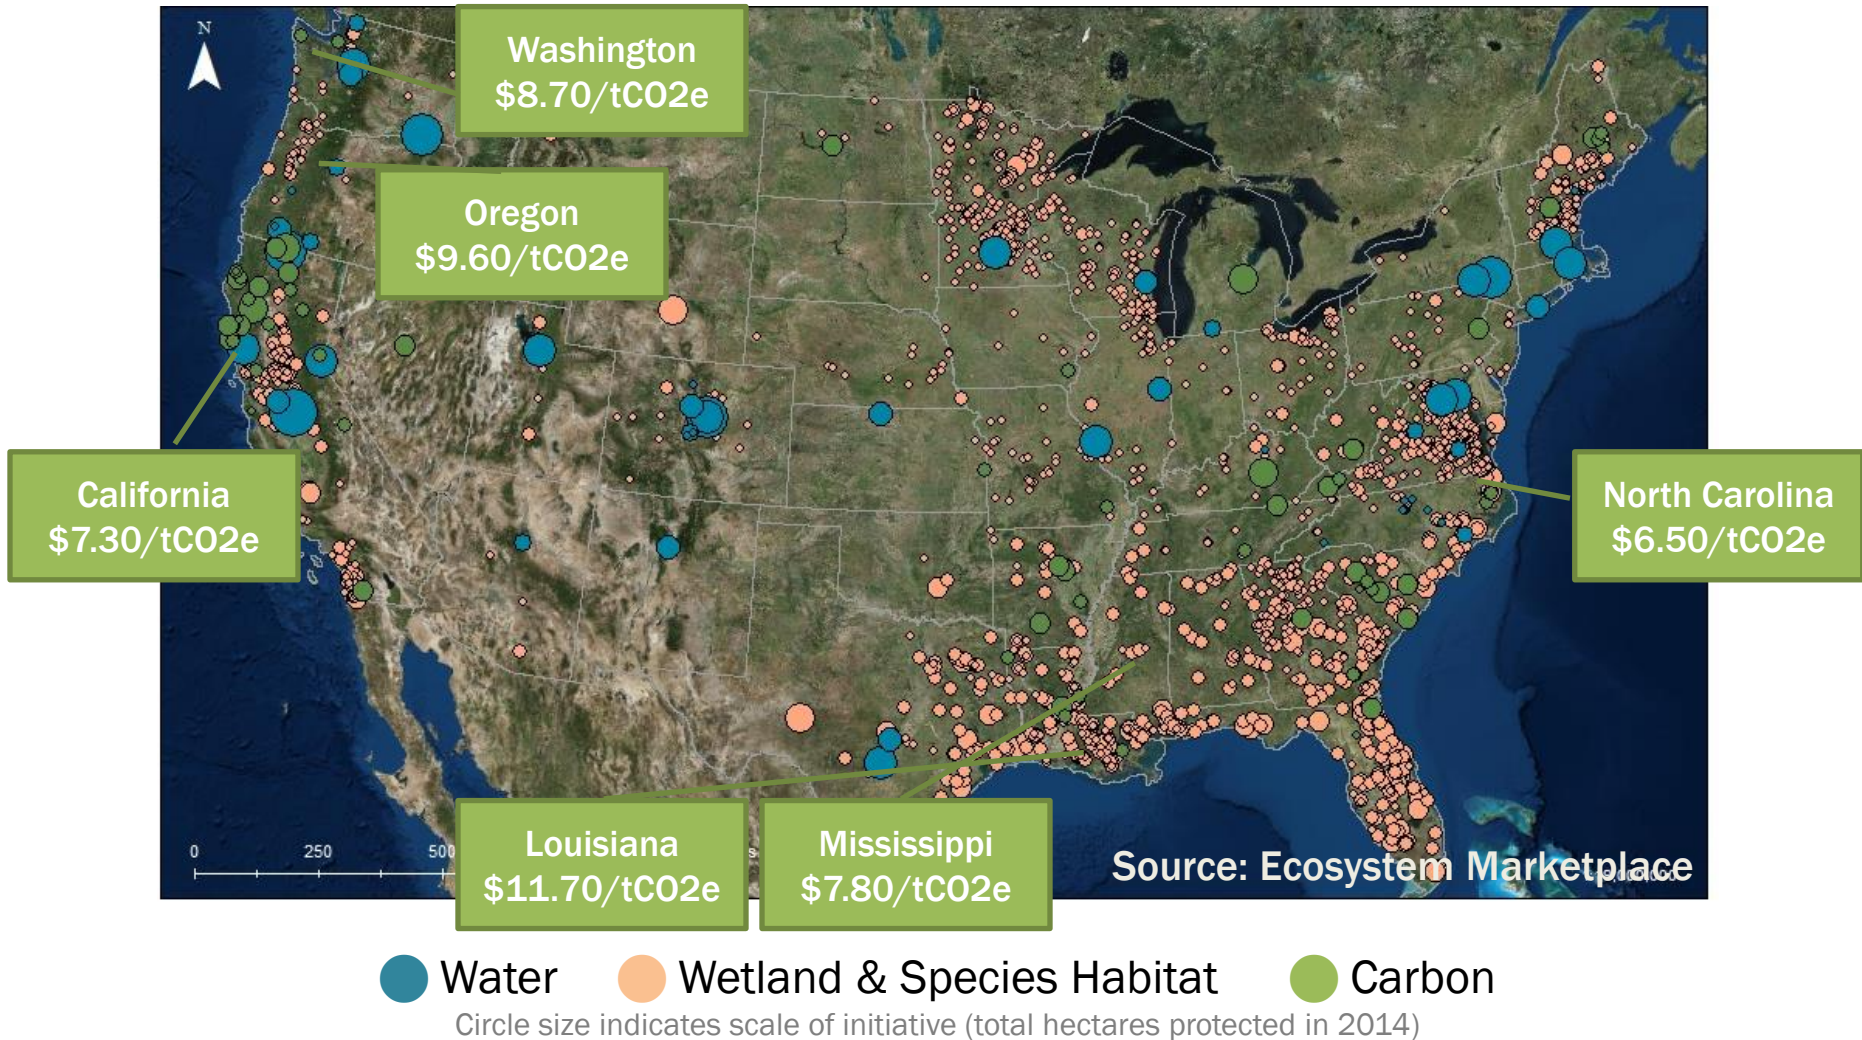 N
Washington
$8.70/tCO2e
Oregon
$9.60/tCO2e
California
$7.30/tCO2e
North Carolina
$6.50/tCO2e
Louisiana
$11.70/tCO2e
Mississippi
$7.80/tCO2e
0 250 500
Source: Ecosystem Marketplace
Water
Wetland & Species Habitat
Carbon
Circle size indicates scale of initiative (total hectares protected in 2014)